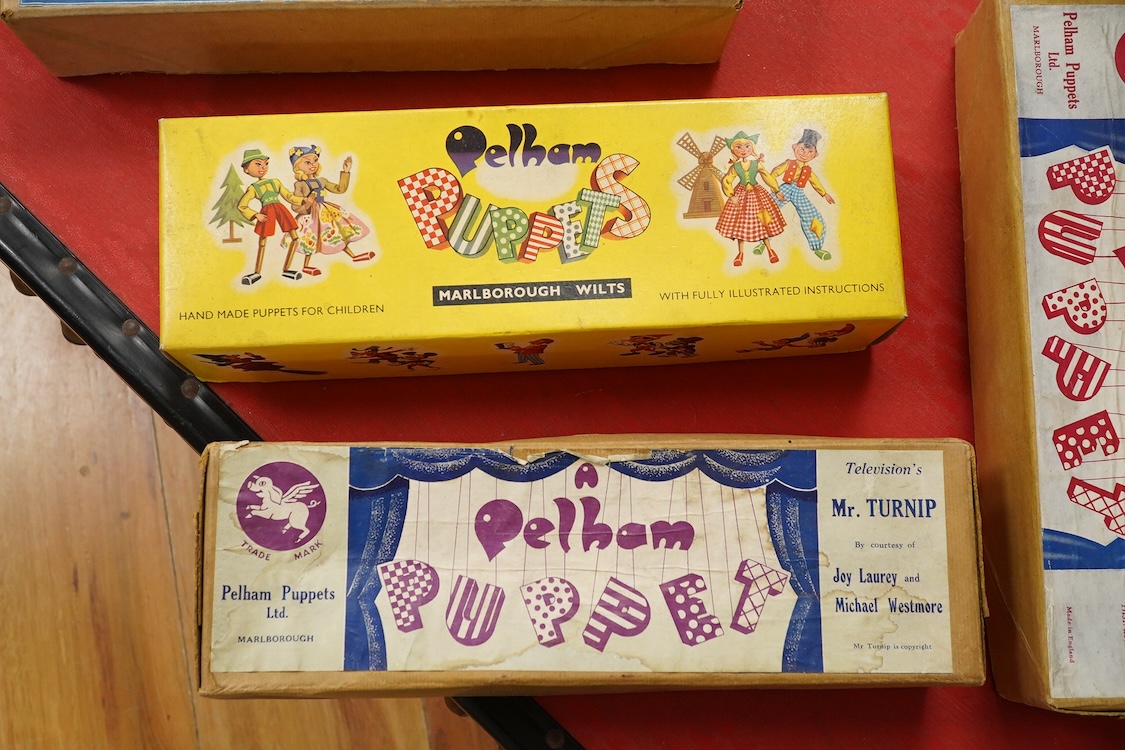 Pelham
PUPPETS
MARLBOROUGH WILTS
HAND MADE PUPPETS FOR CHILDREN
WITH FULLY ILLUSTRATED INSTRUCTIONS
TRADE MARK
Pelham Puppets
Ltd.
MARLBOROUGH
A
Pelham
PUPPET
Television's
Mr. TURNIP
By courtesy of
Joy Laurey and
Michael Westmore
Mr Turnip is copyright
Pelham Puppets
Ltd.
MARLBOROUGH
PUPPET
Made in England